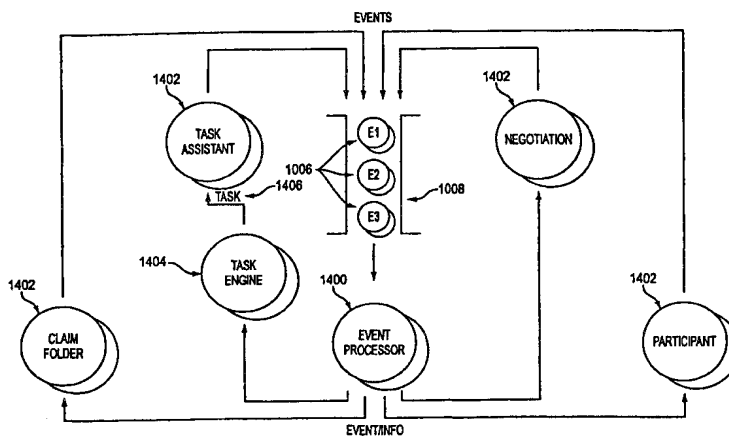 EVENTS
1402
TASK
ASSISTANT
1006
E1
E2
E3
1008
1402
NEGOTIATION
TASK
1406
1404
TASK
ENGINE
1402
CLAIM
FOLDER
1400
EVENT
PROCESSOR
1402
PARTICIPANT
EVENT/INFO